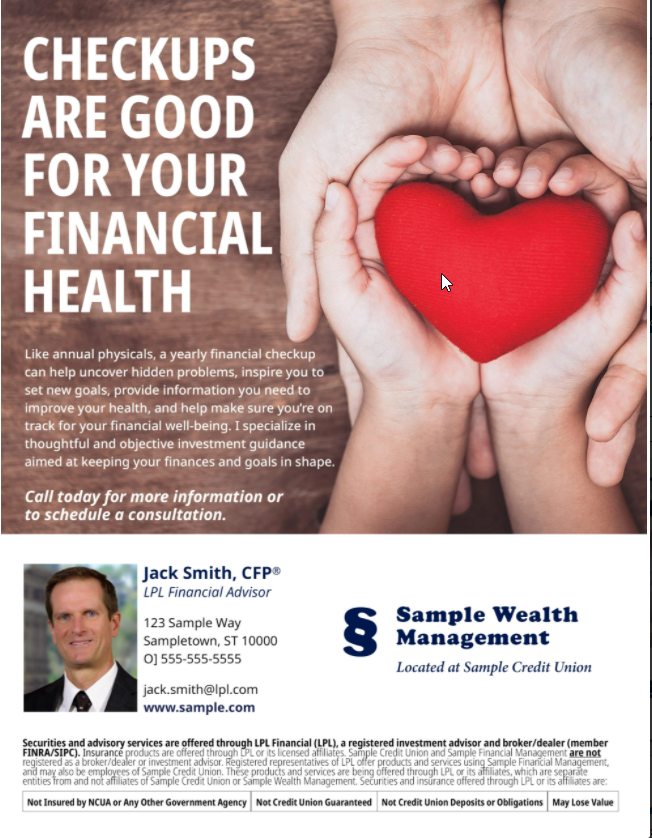 CHECKUPS
ARE GOOD
FOR YOUR
FINANCIAL
HEALTH
Like annual physicals, a yearly financial checkup
can help uncover hidden problems, inspire you to
set new goals, provide information you need to
improve your health, and help make sure you're on
track for your financial well-being. I specialize in
thoughtful and objective investment guidance
aimed at keeping your finances and goals in shape.
Call today for more information or
to schedule a consultation.
Jack Smith, CFP®
LPL Financial Advisor
123 Sample Way
Sampletown, ST 10000
O] 555-555-5555
jack.smith@lpl.com
www.sample.com
Sample Wealth
Management
Located at Sample Credit Union
Securities and advisory services are offered through LPL Financial (LPL), a registered investment advisor and broker/dealer (member
FINRA/SIPC). Insurance products are offered through LPL or its licensed affiliates. Sample Credit Union and Sample Financial Management are not
registered as a broker/dealer or investment advisor. Registered representatives of LPL offer products and services using Sample Financial Management,
and may also be employees of Sample Credit Union. These products and services are being offered through LPL or its affiliates, which are separate
entities from and not affiliates of Sample Credit Union or Sample Wealth Management. Securities and insurance offered through LPL or its affiliates are:
Not Insured by NCUA or Any Other Government Agency Not Credit Union Guaranteed Not Credit Union Deposits or Obligations May Lose Value